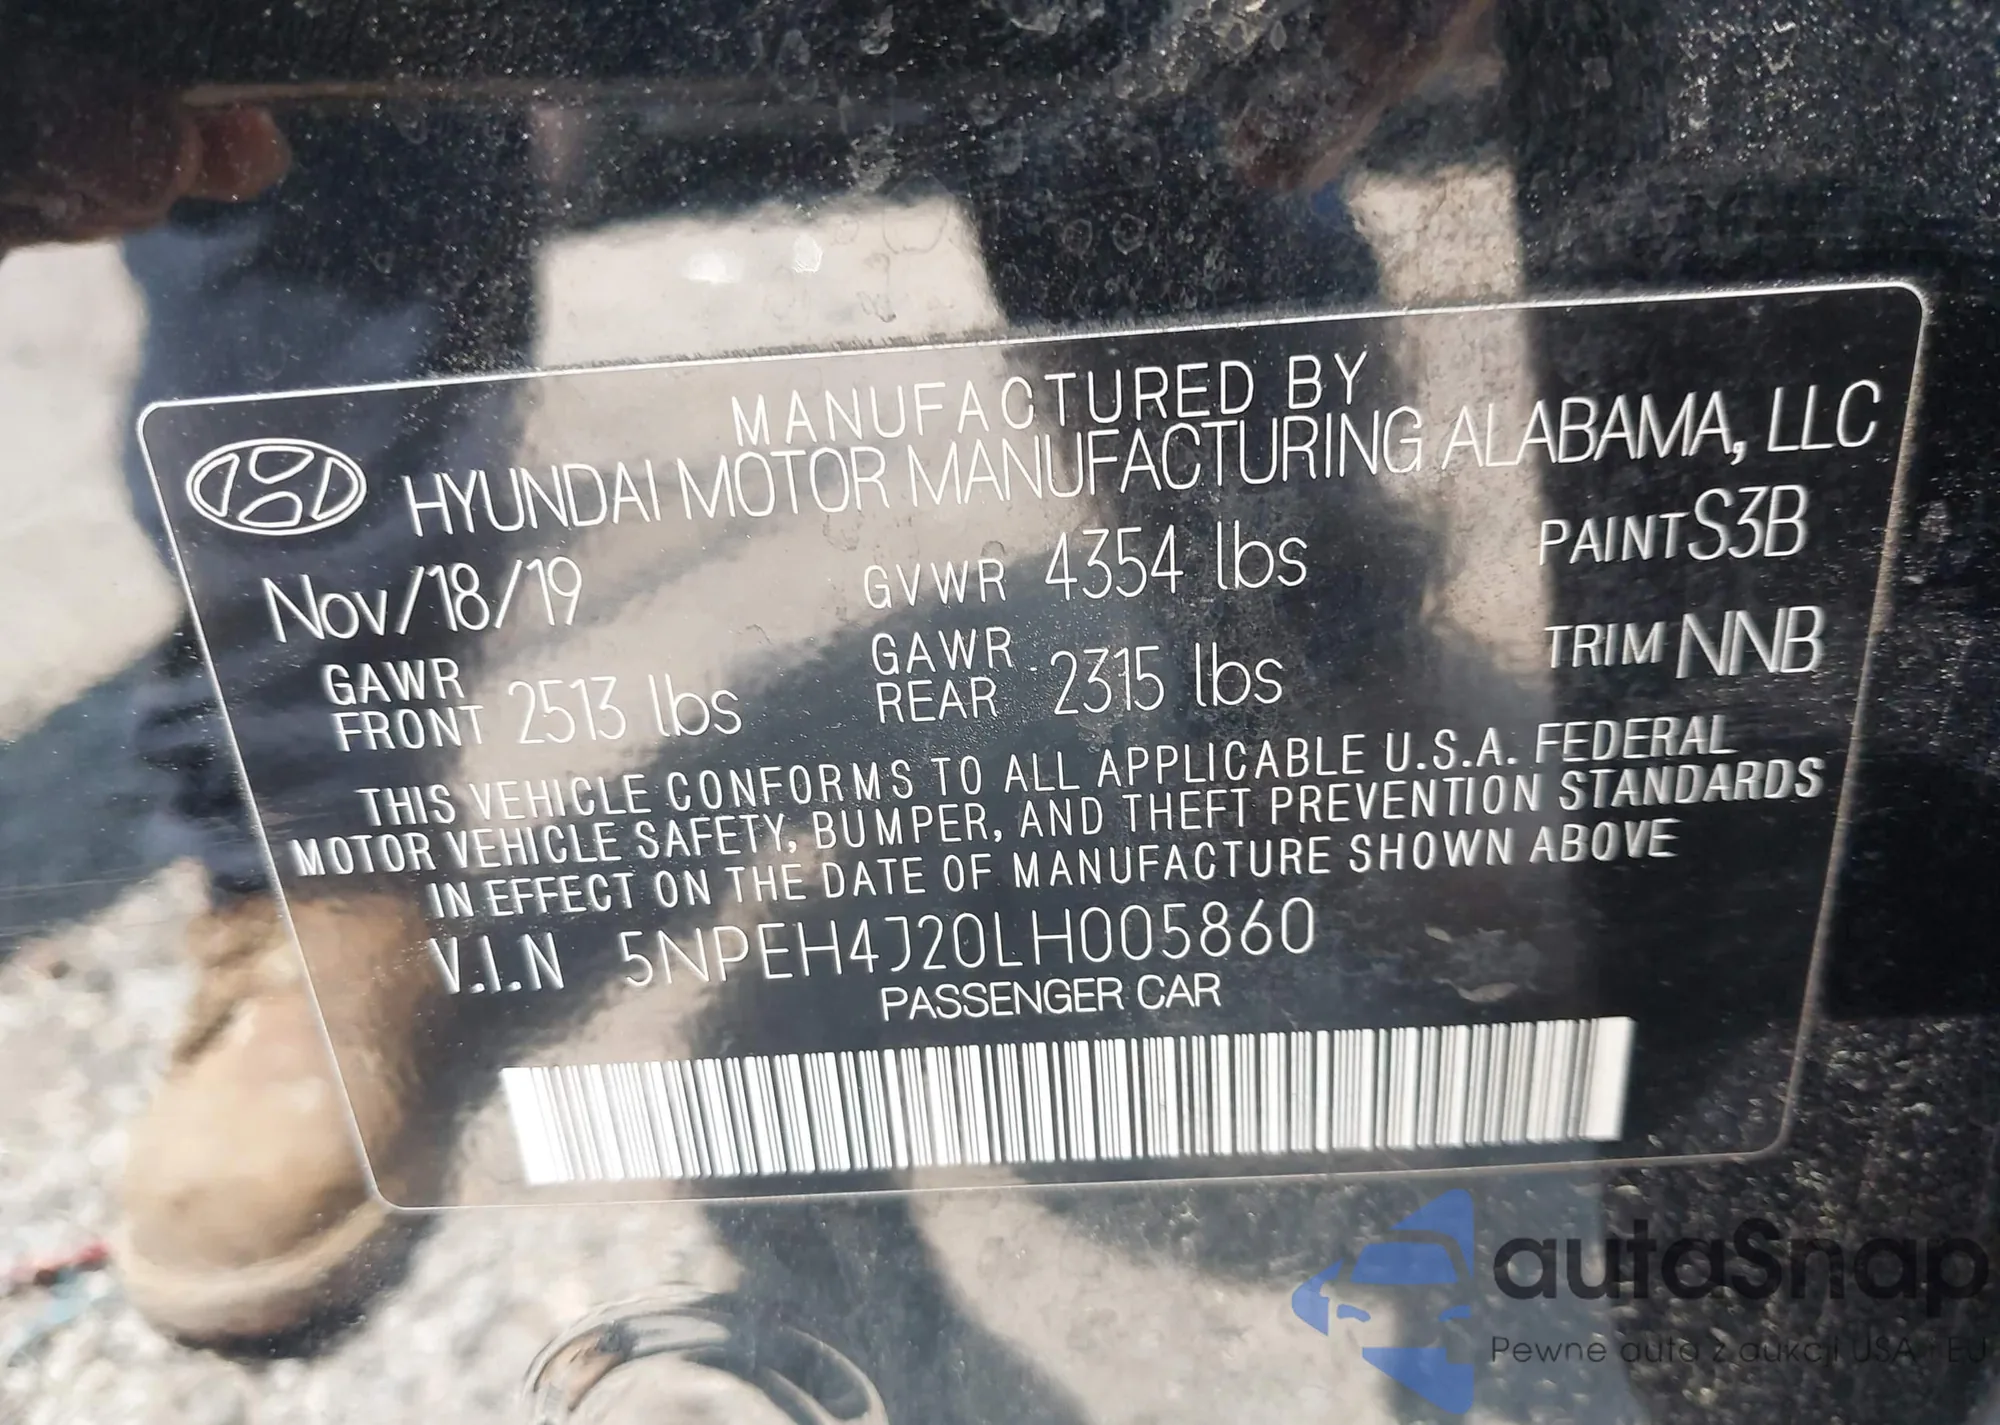 MANUFACTURED BY
HYUNDAI MOTOR MANUFACTURING ALABAMA, LLC
Nov/18/19 GVWR 4354 lbs PAINT S3B
GAWR FRONT 2513 lbs GAWR REAR 2315 lbs TRIM NNB
THIS VEHICLE CONFORMS TO ALL APPLICABLE U.S.A. FEDERAL
MOTOR VEHICLE SAFETY, BUMPER, AND THEFT PREVENTION STANDARDS
IN EFFECT ON THE DATE OF MANUFACTURE SHOWN ABOVE
V.I.N 5NPEH4J20LH005860
PASSENGER CAR
autaSnap
Pewne auta z aukcji USA i EU